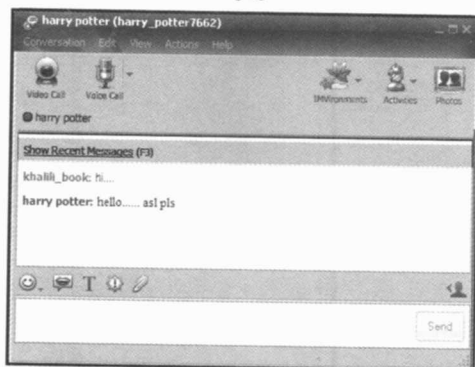 harry potter (harry_potter7662)
Conversation Edit View Actions Help
Video Call Voice Call IMVironments Activities Photos
harry potter
Show Recent Messages (F3)
khalili_book: hi....
harry potter: hello...... asl pls
T
Send